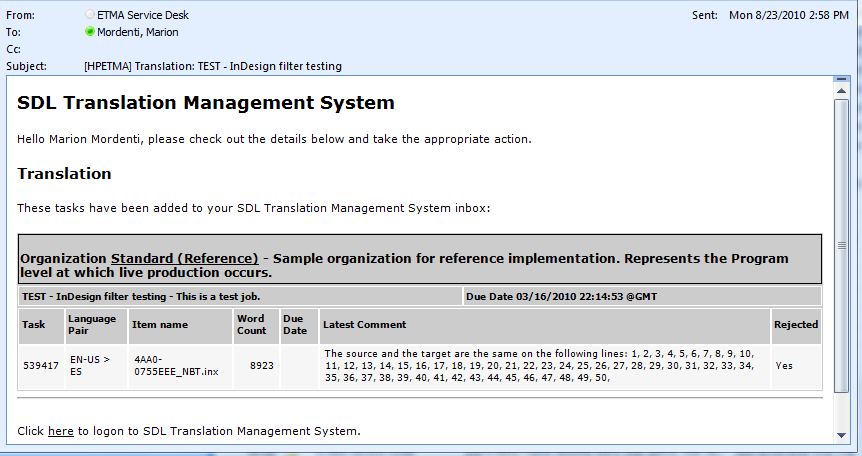 From: ETMA Service Desk Sent: Mon 8/23/2010 2:58 PM
To: Mordenti, Marion
Cc:
Subject: [HPETMA] Translation: TEST - InDesign filter testing
SDL Translation Management System
Hello Marion Mordenti, please check out the details below and take the appropriate action.
Translation
These tasks have been added to your SDL Translation Management System inbox:
Organization Standard (Reference) - Sample organization for reference implementation. Represents the Program
level at which live production occurs.
TEST - InDesign filter testing - This is a test job. Due Date 03/16/2010 22:14:53 @GMT
Task Language Pair Item name Word Count Due Date Latest Comment Rejected
539417 EN-US > ES 4AA0-0755EEE_NBT.inx 8923 The source and the target are the same on the following lines: 1, 2, 3, 4, 5, 6, 7, 8, 9, 10,
11, 12, 13, 14, 15, 16, 17, 18, 19, 20, 21, 22, 23, 24, 25, 26, 27, 28, 29, 30, 31, 32, 33, 34,
35, 36, 37, 38, 39, 40, 41, 42, 43, 44, 45, 46, 47, 48, 49, 50, Yes
Click here to logon to SDL Translation Management System.